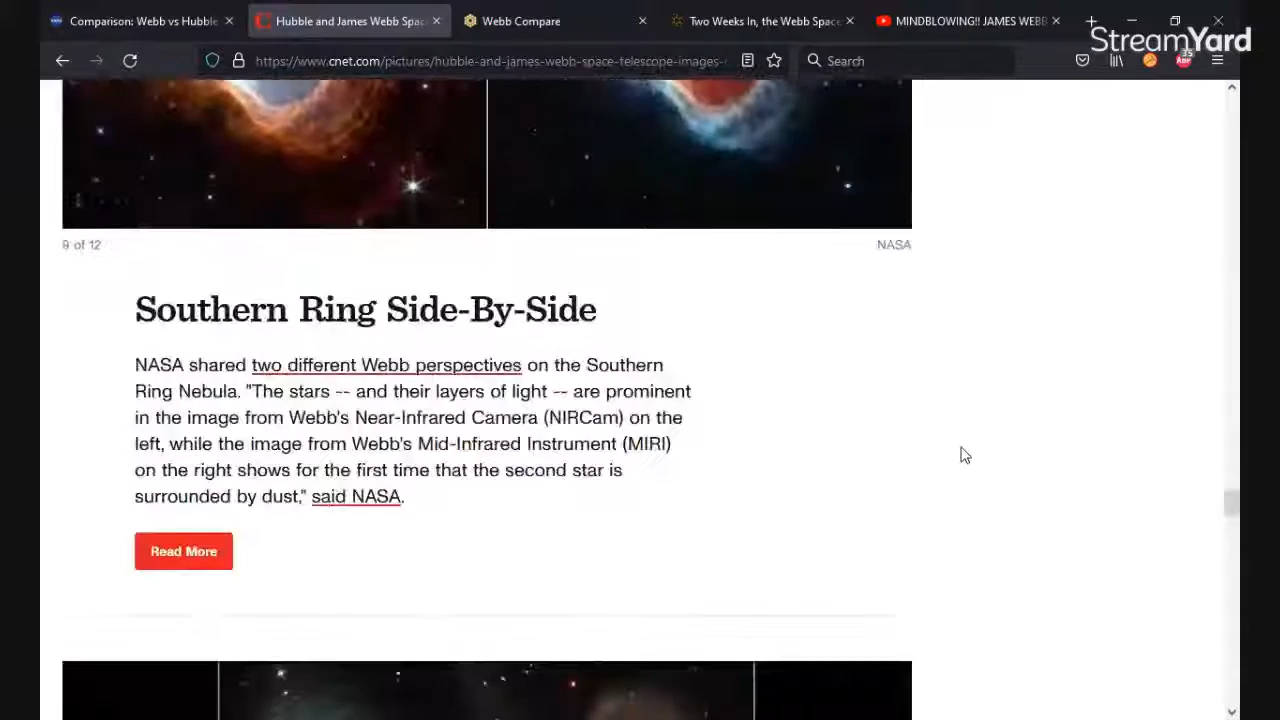 Comparison: Webb vs Hubble
Hubble and James Webb Spac
Webb Compare
Two Weeks In, the Webb Space
MINDBLOWING!! JAMES WEBB
StreamYard
https://www.cnet.com/pictures/hubble-and-james-webb-space-telescope-images-
Search
35
ABP
9 of 12
NASA
Southern Ring Side-By-Side
NASA shared two different Webb perspectives on the Southern
Ring Nebula. "The stars -- and their layers of light -- are prominent
in the image from Webb's Near-Infrared Camera (NIRCam) on the
left, while the image from Webb's Mid-Infrared Instrument (MIRI)
on the right shows for the first time that the second star is
surrounded by dust," said NASA.
Read More